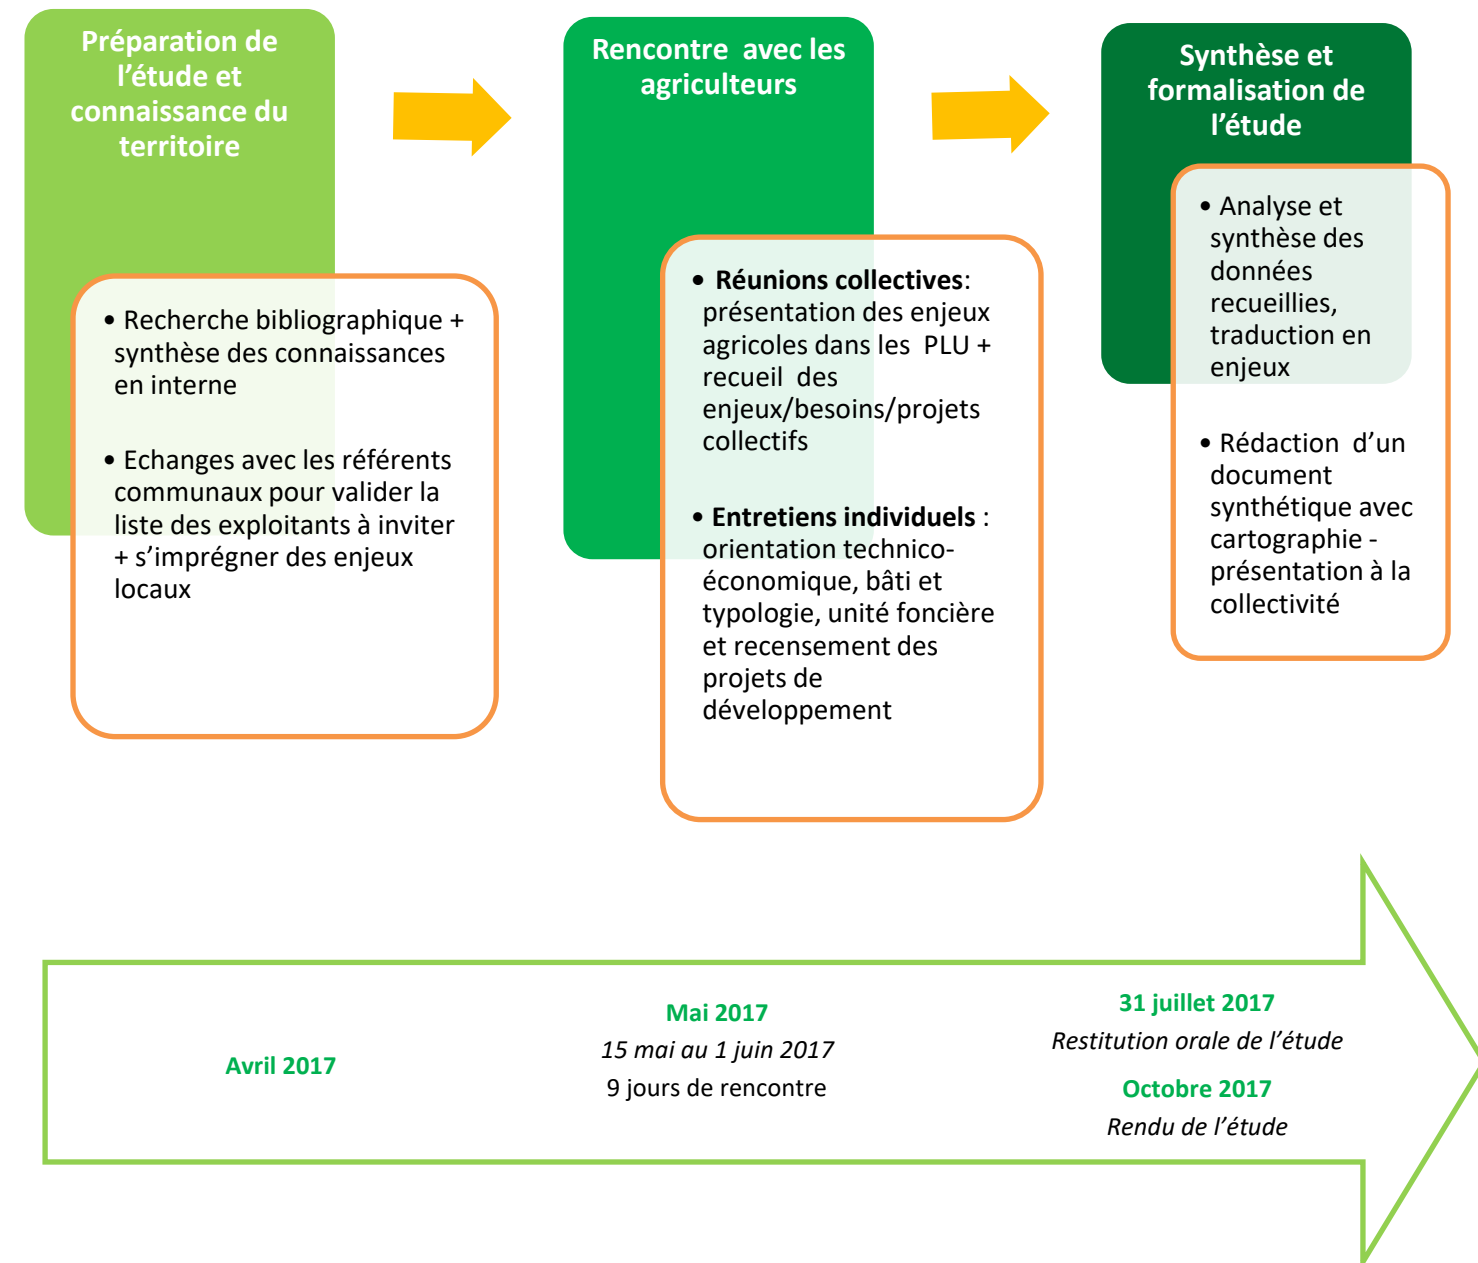 Préparation de
l’étude et
connaissance du
territoire
• Recherche bibliographique +
synthèse des connaissances
en interne
• Echanges avec les référents
communaux pour valider la
liste des exploitants à inviter
+ s’imprégner des enjeux
locaux
Rencontre avec les
agriculteurs
• Réunions collectives:
présentation des enjeux
agricoles dans les PLU +
recueil des
enjeux/besoins/projets
collectifs
• Entretiens individuels :
orientation technico-
économique, bâti et
typologie, unité foncière
et recensement des
projets de
développement
Synthèse et
formalisation de
l’étude
• Analyse et
synthèse des
données
recueillies,
traduction en
enjeux
• Rédaction d’un
document
synthétique avec
cartographie -
présentation à la
collectivité
Avril 2017
Mai 2017
15 mai au 1 juin 2017
9 jours de rencontre
31 juillet 2017
Restitution orale de l’étude
Octobre 2017
Rendu de l’étude